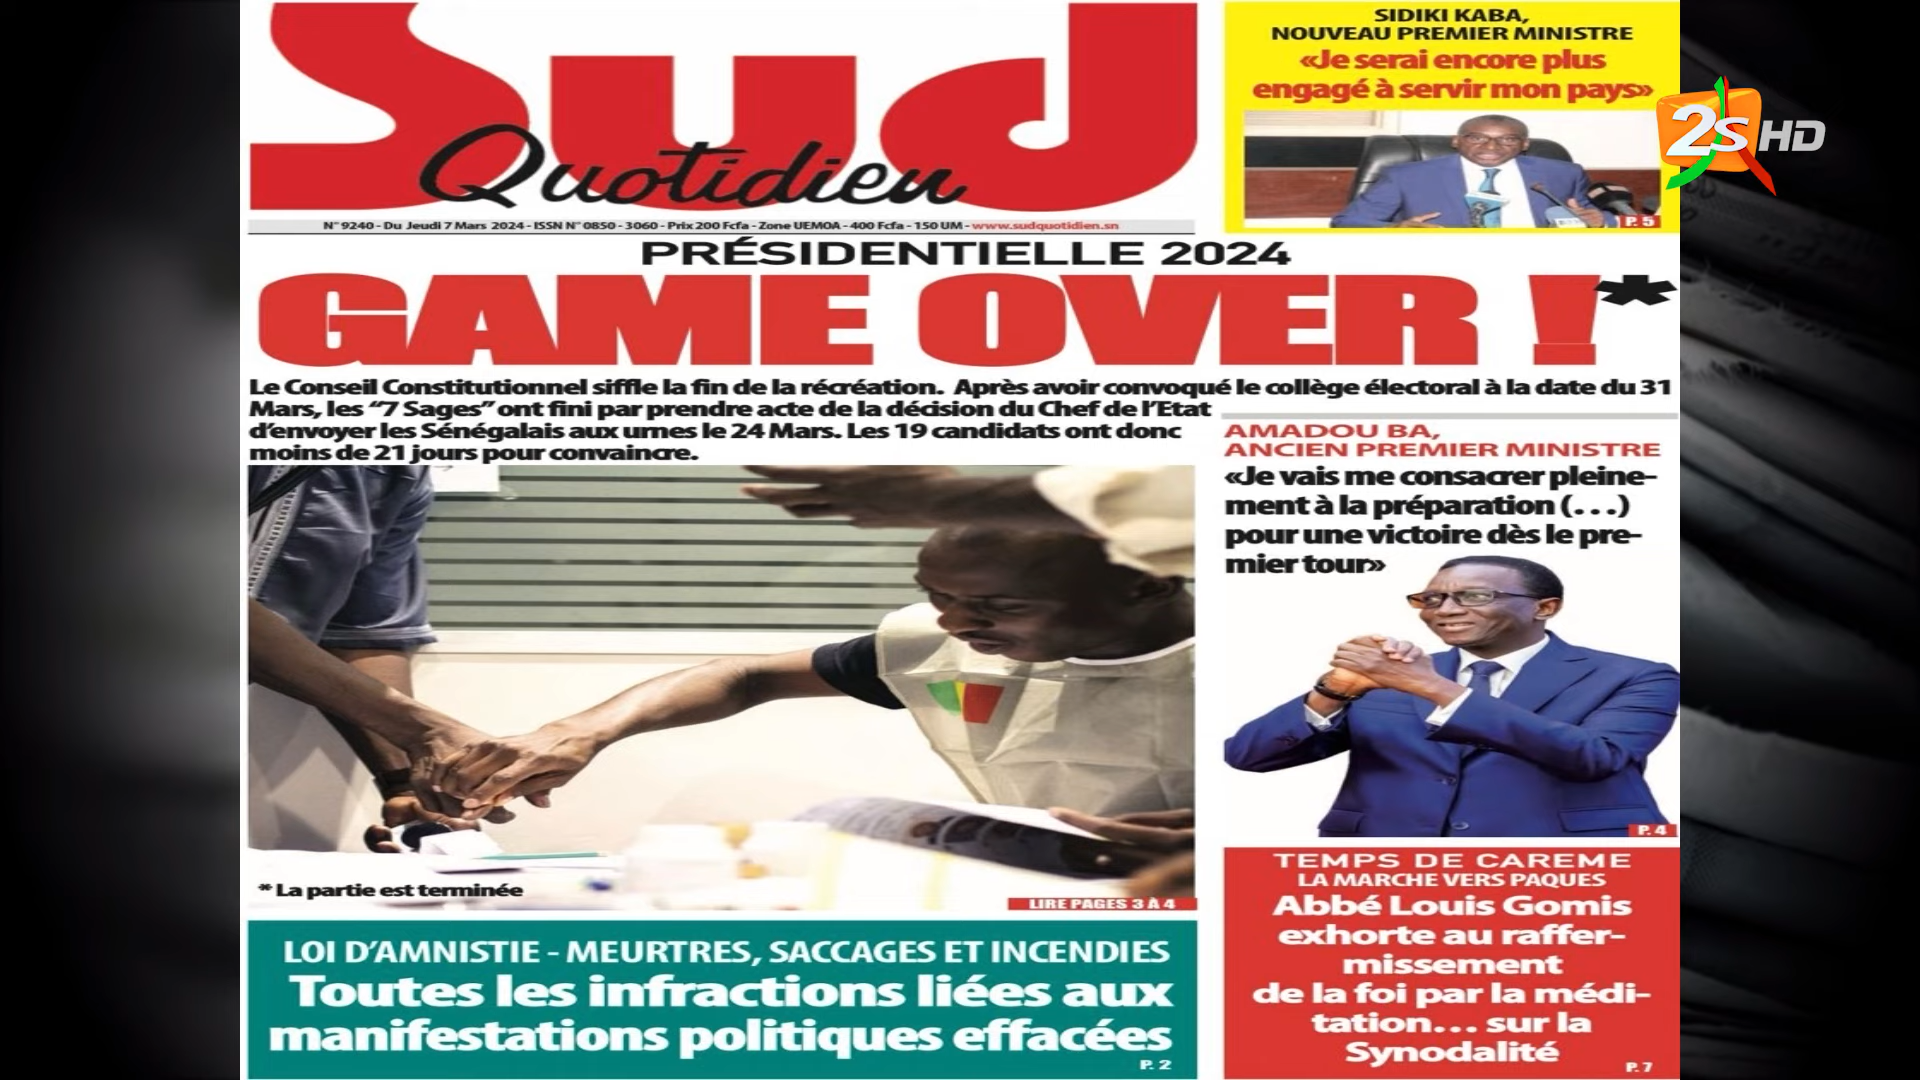 Sud
Quotidien
N° 9240 - Du Jeudi 7 Mars 2024 - ISSN N° 0850 - 3060 - Prix 200 Fcfa - Zone UEMOA - 400 Fcfa - 150 UM - www.sudquotidien.sn
SIDIKI KABA,
NOUVEAU PREMIER MINISTRE
«Je serai encore plus
engagé à servir mon pays»
P. 5
2s HD
PRÉSIDENTIELLE 2024
GAME OVER !*
Le Conseil Constitutionnel siffle la fin de la récréation. Après avoir convoqué le collège électoral à la date du 31
Mars, les “7 Sages” ont fini par prendre acte de la décision du Chef de l’Etat
d’envoyer les Sénégalais aux urnes le 24 Mars. Les 19 candidats ont donc
moins de 21 jours pour convaincre.
* La partie est terminée
LIRE PAGES 3 À 4
AMADOU BA,
ANCIEN PREMIER MINISTRE
«Je vais me consacrer pleine-
ment à la préparation (…)
pour une victoire dès le pre-
mier tour»
P. 4
LOI D’AMNISTIE - MEURTRES, SACCAGES ET INCENDIES
Toutes les infractions liées aux
manifestations politiques effacées
P. 2
TEMPS DE CAREME
LA MARCHE VERS PAQUES
Abbé Louis Gomis
exhorte au raffer-
missement
de la foi par la médi-
tation… sur la
Synodalité
P. 7